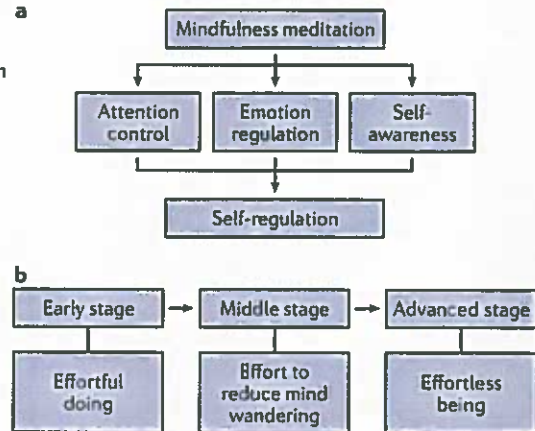 a
Mindfulness meditation
n
Attention
control
Emotion
regulation
Self-
awareness
Self-regulation
b
Early stage
Middle stage
Advanced stage
Effortful
doing
Effort to
reduce mind
wandering
Effortless
being